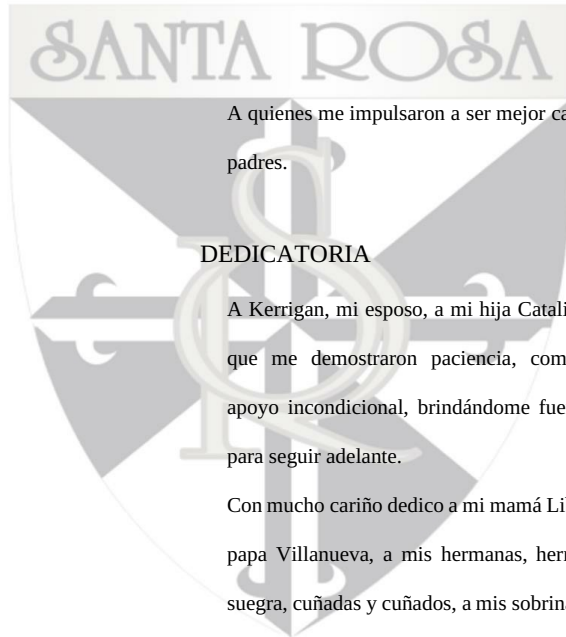 SANTA ROSA
A quienes me impulsaron a ser mejor
padres.
DEDICATORIA
A Kerrigan, mi esposo, a mi hija
que me demostraron paciencia,
apoyo incondicional, brindándome
para seguir adelante.
Con mucho cariño dedico a mi mamá
papa Villanueva, a mis hermanas,
suegra, cuñadas y cuñados, a mis